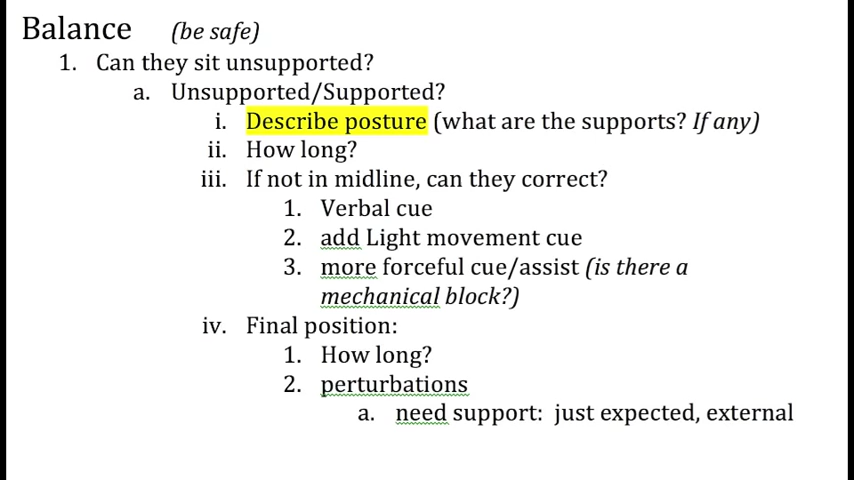 Balance (be safe)
1. Can they sit unsupported?
a. Unsupported/Supported?
i. Describe posture (what are the supports? If any)
ii. How long?
iii. If not in midline, can they correct?
1. Verbal cue
2. add Light movement cue
3. more forceful cue/assist (is there a
mechanical block?)
iv. Final position:
1. How long?
2. perturbations
a. need support: just expected, external